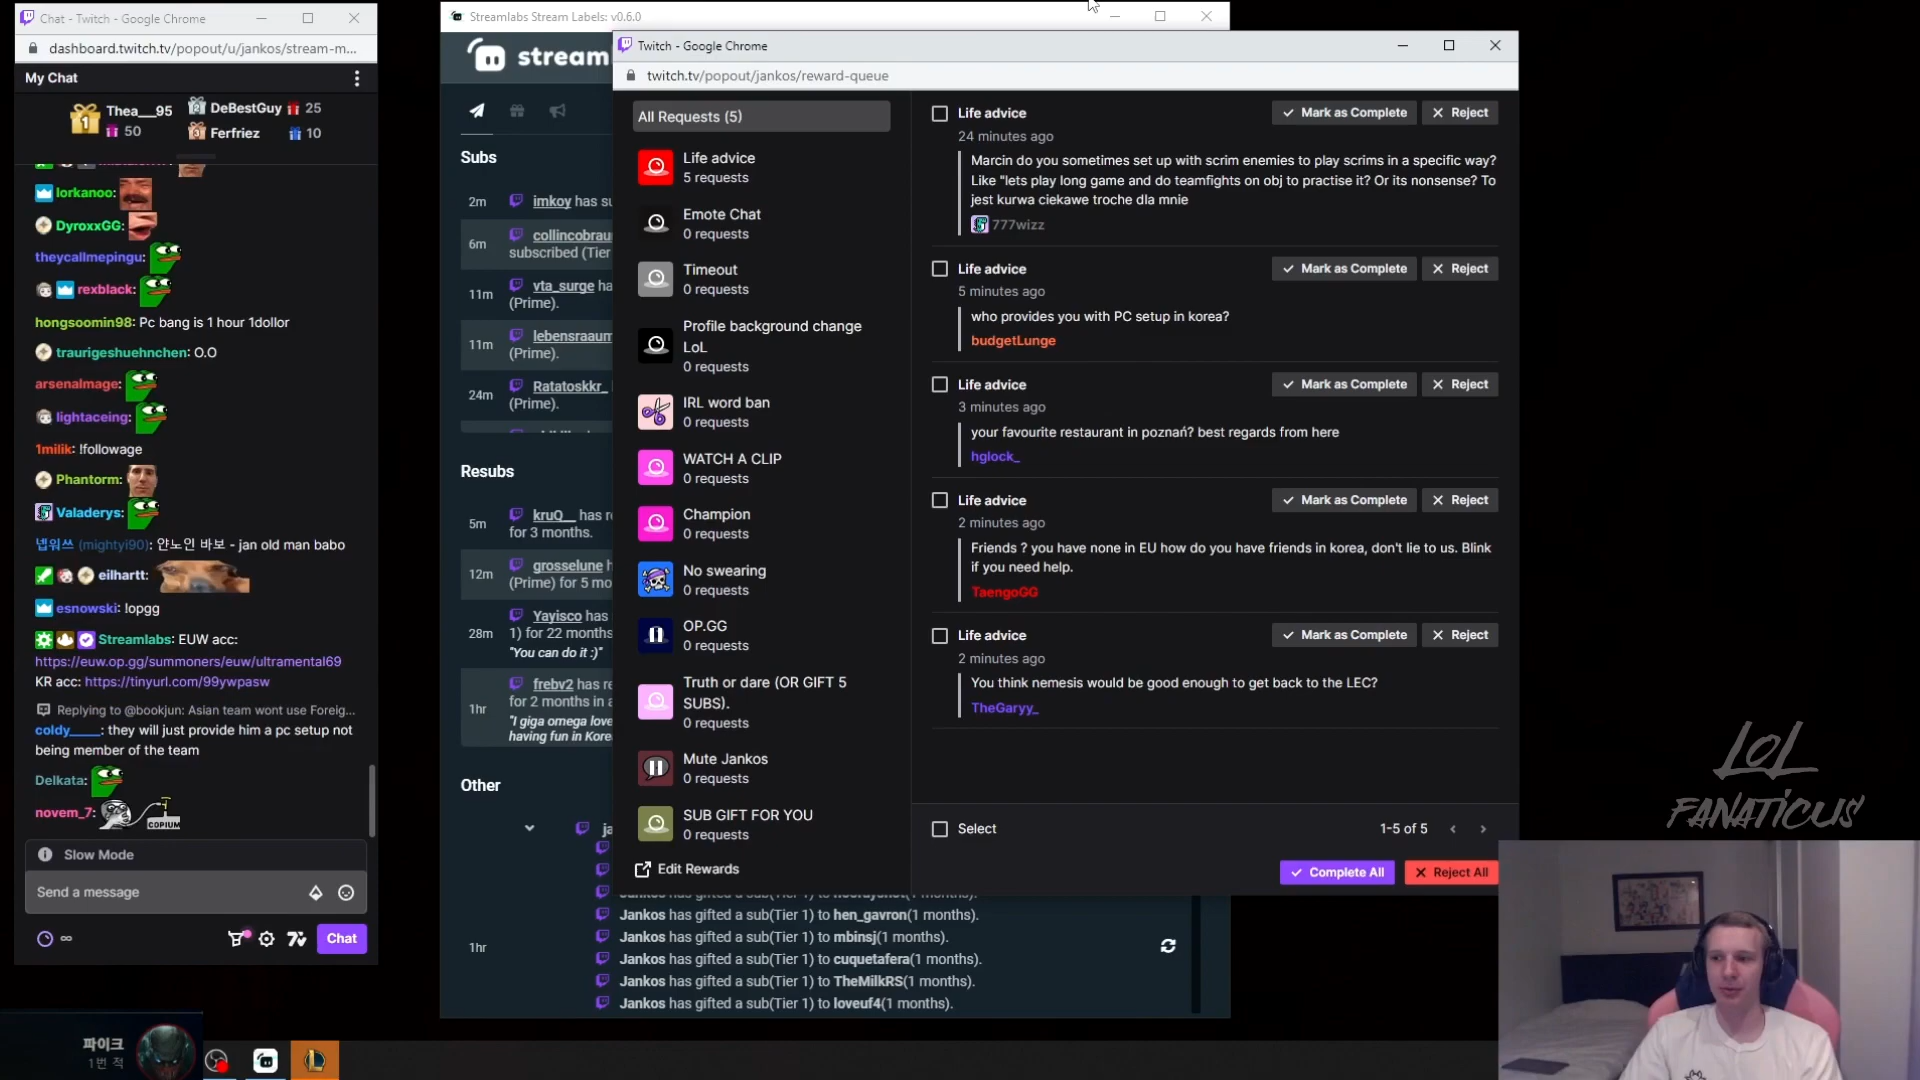 Chat - Twitch - Google Chrome
dashboard.twitch.tv/popout/u/jankos/stream-m...
My Chat
1 Thea__95
50
2 DeBestGuy 25
3 Ferfriez 10
lorkanoo:
DyroxxGG:
theycallmepingu:
rexblack:
hongsoomin98: Pc bang is 1 hour 1dollor
traurigeshuehnchen: O.O
arsenalmage:
lightaceing:
1milik: !followage
Phantorm:
Valaderys:
넵워쓰 (mightyi90): 얀노인 바보 - jan old man babo
eilhartt:
esnowski: !opgg
Streamlabs: EUW acc:
https://euw.op.gg/summoners/euw/ultramental69
KR acc: https://tinyurl.com/99ywpasw
Replying to @bookjun: Asian team wont use Foreig...
coldy____: they will just provide him a pc setup not
being member of the team
Delkata:
novem_7:
COPIUM
Slow Mode
Send a message
Chat
파이크
1번 적
Streamlabs Stream Labels: v0.6.0
stream
Subs
2m imkoy has su
6m collincobrau
subscribed (Tier
11m vta_surge ha
(Prime).
11m lebensraaum
(Prime).
24m Ratatoskkr_
(Prime).
Resubs
5m kruQ__ has re
for 3 months.
12m grosselune h
(Prime) for 5 mo
28m Yayisco has
1) for 22 months
"You can do it :)"
1hr frebv2 has re
for 2 months in a
"I giga omega love
having fun in Kore
Other
ja
Jankos has gifted a sub(Tier 1) to hen_gavron(1 months).
Jankos has gifted a sub(Tier 1) to mbinsj(1 months).
1hr
Jankos has gifted a sub(Tier 1) to cuquetafera(1 months).
Jankos has gifted a sub(Tier 1) to TheMilkRS(1 months).
Jankos has gifted a sub(Tier 1) to loveuf4(1 months).
Twitch - Google Chrome
twitch.tv/popout/jankos/reward-queue
All Requests (5)
Life advice
5 requests
Emote Chat
0 requests
Timeout
0 requests
Profile background change
LoL
0 requests
IRL word ban
0 requests
WATCH A CLIP
0 requests
Champion
0 requests
No swearing
0 requests
OP.GG
0 requests
Truth or dare (OR GIFT 5
SUBS).
0 requests
Mute Jankos
0 requests
SUB GIFT FOR YOU
0 requests
Edit Rewards
Life advice Mark as Complete Reject
24 minutes ago
Marcin do you sometimes set up with scrim enemies to play scrims in a specific way?
Like "lets play long game and do teamfights on obj to practise it? Or its nonsense? To
jest kurwa ciekawe troche dla mnie
777wizz
Life advice Mark as Complete Reject
5 minutes ago
who provides you with PC setup in korea?
budgetLunge
Life advice Mark as Complete Reject
3 minutes ago
your favourite restaurant in poznań? best regards from here
hglock_
Life advice Mark as Complete Reject
2 minutes ago
Friends ? you have none in EU how do you have friends in korea, don't lie to us. Blink
if you need help.
TaengoGG
Life advice Mark as Complete Reject
2 minutes ago
You think nemesis would be good enough to get back to the LEC?
TheGaryy_
Select 1-5 of 5
Complete All Reject All
LOL
FANATICUS